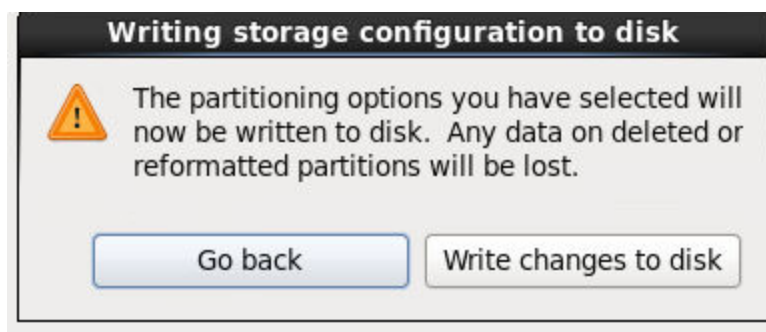 Writing storage configuration to disk
The partitioning options you have selected will
now be written to disk.  Any data on deleted or
reformatted partitions will be lost.
Go back
Write changes to disk